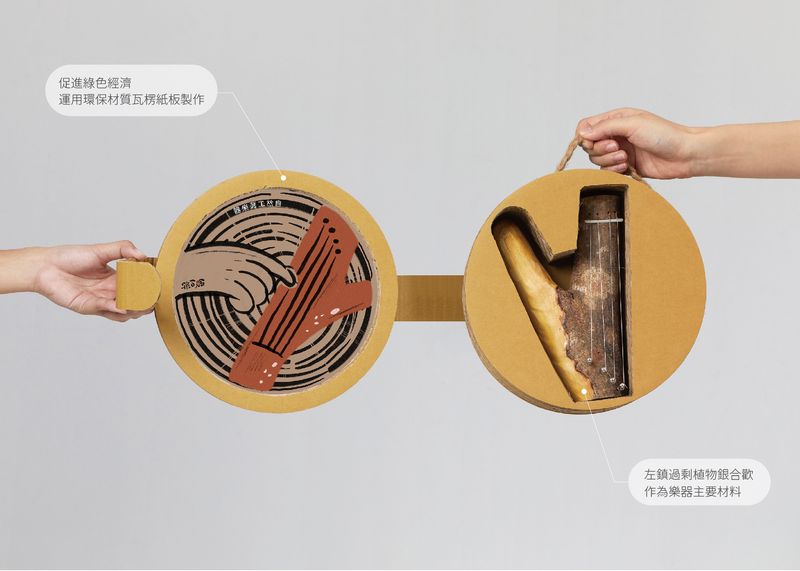 促進綠色經濟
運用環保材質瓦楞紙板製作
左鎮過剩植物銀合歡
作為樂器主要材料